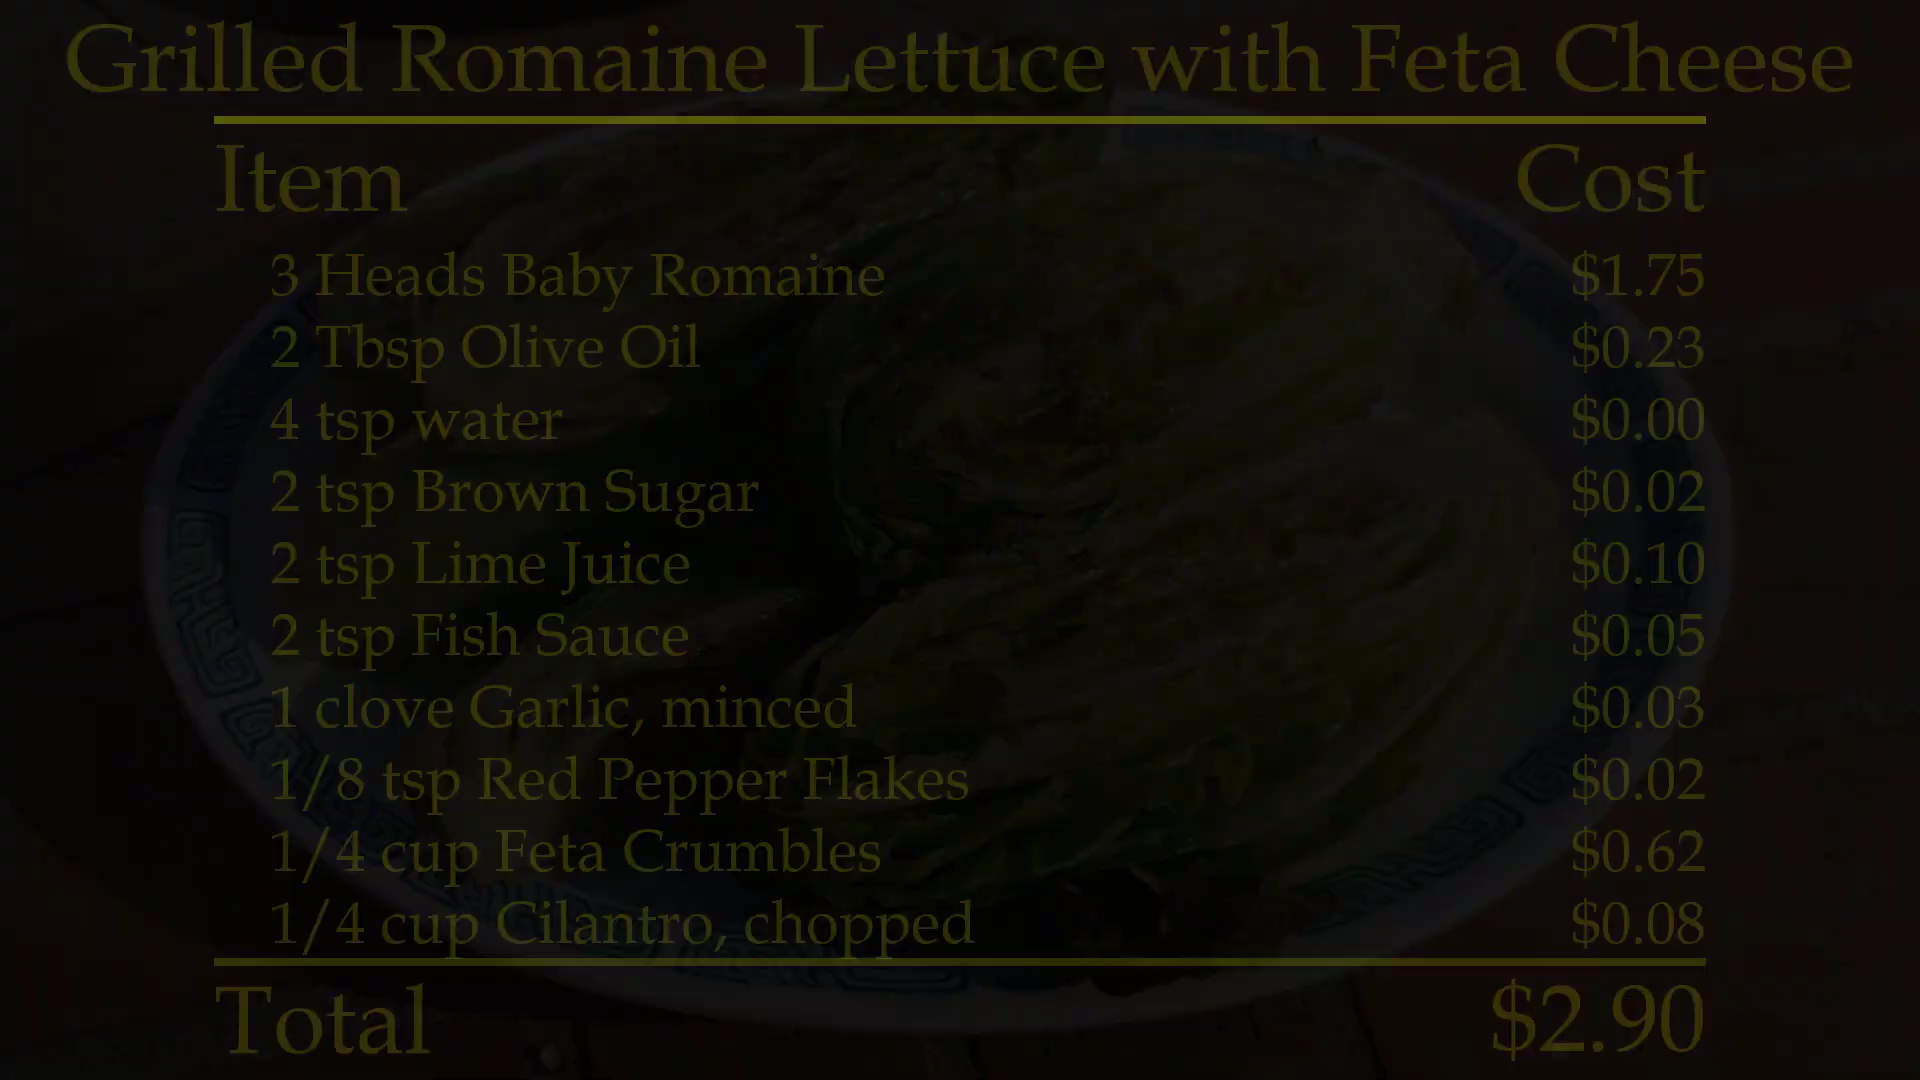 Grilled Romaine Lettuce with Feta Cheese
Item Cost
3 Heads Baby Romaine $1.75
2 Tbsp Olive Oil $0.23
4 tsp water $0.00
2 tsp Brown Sugar $0.02
2 tsp Lime Juice $0.10
2 tsp Fish Sauce $0.05
1 clove Garlic, minced $0.03
1/8 tsp Red Pepper Flakes $0.02
1/4 cup Feta Crumbles $0.62
1/4 cup Cilantro, chopped $0.08
Total $2.90